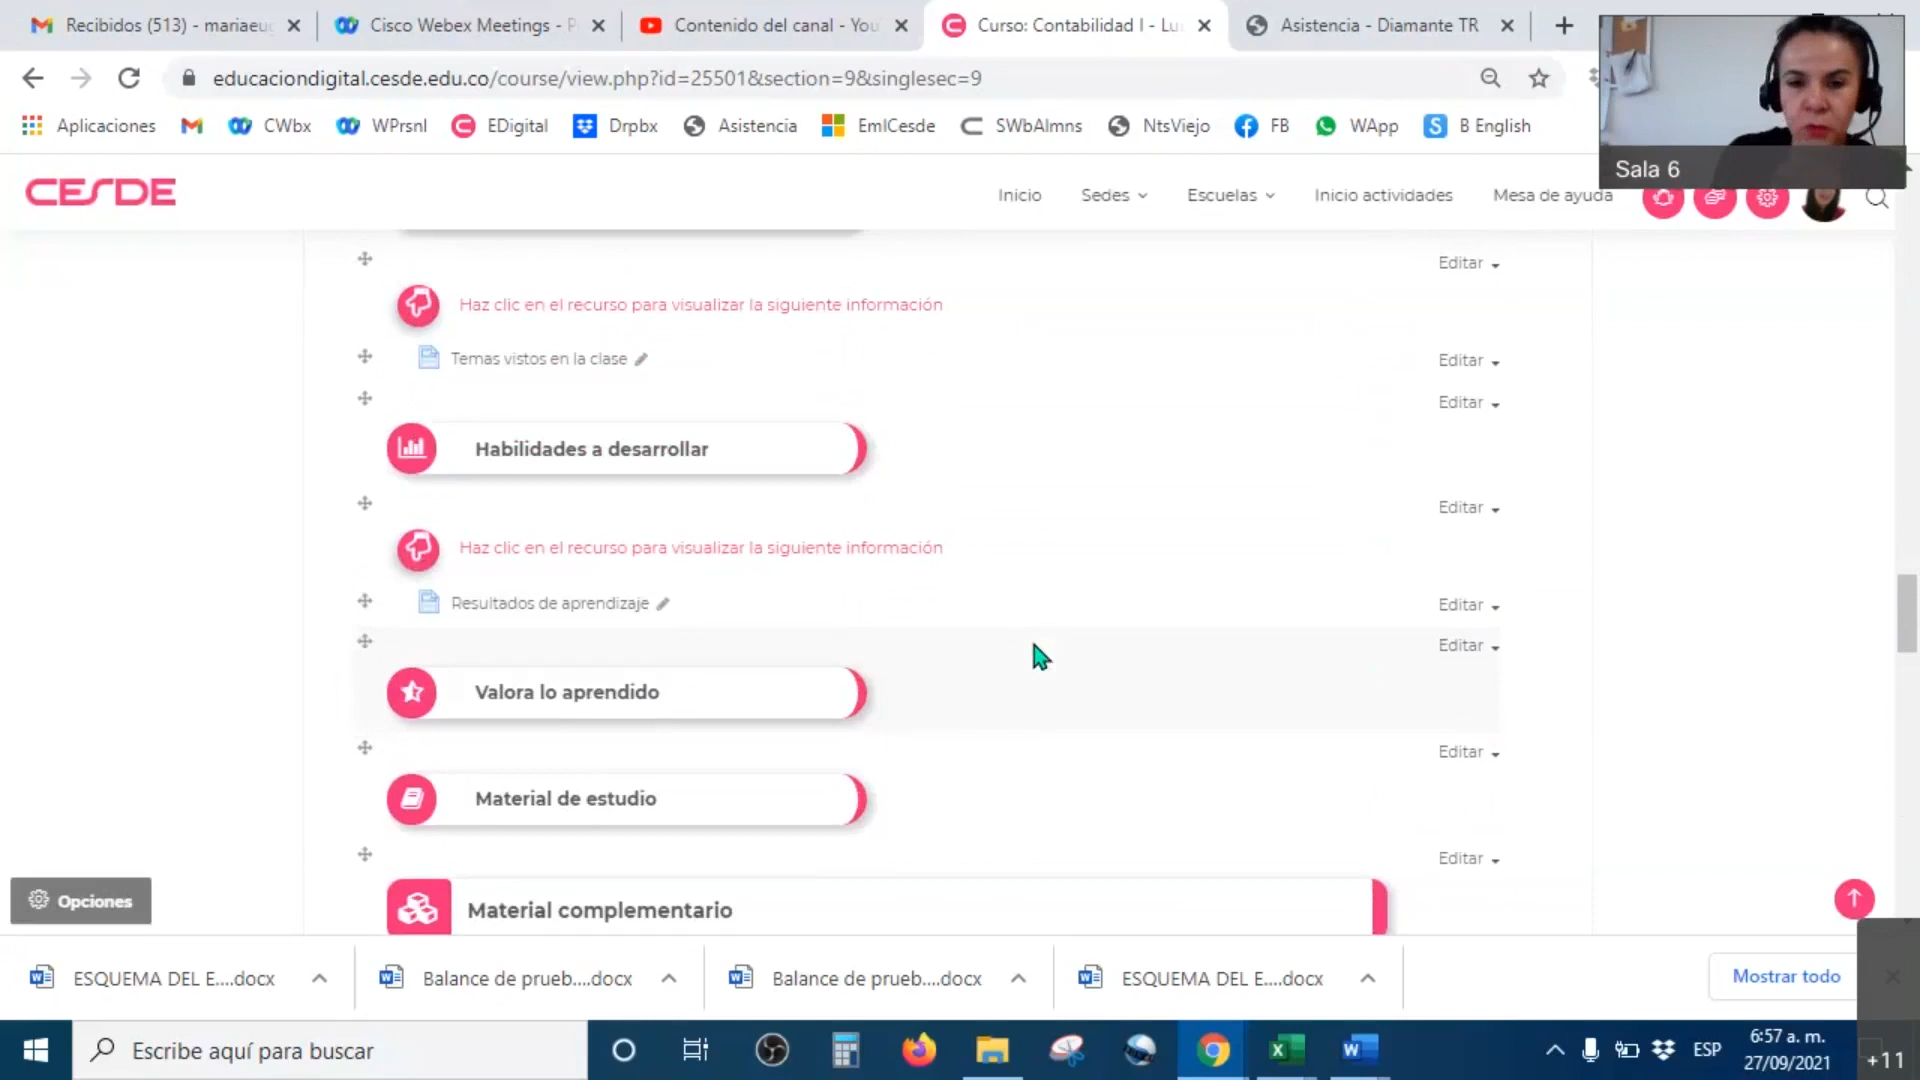 Recibidos (513) - mariaeug
Cisco Webex Meetings - P
Contenido del canal - You
Curso: Contabilidad I - Lu
Asistencia - Diamante TR
educaciondigital.cesde.edu.co/course/view.php?id=25501&section=9&singlesec=9
Aplicaciones
CWbx
WPrsnl
EDigital
Drpbx
Asistencia
EmlCesde
SWbAlmns
NtsViejo
FB
WApp
B English
Sala 6
CESDE
Inicio
Sedes
Escuelas
Inicio actividades
Mesa de ayuda
Editar
Haz clic en el recurso para visualizar la siguiente información
Temas vistos en la clase
Editar
Editar
Habilidades a desarrollar
Editar
Haz clic en el recurso para visualizar la siguiente información
Resultados de aprendizaje
Editar
Editar
Valora lo aprendido
Editar
Material de estudio
Editar
Material complementario
Opciones
ESQUEMA DEL E....docx
Balance de prueb....docx
Balance de prueb....docx
ESQUEMA DEL E....docx
Mostrar todo
Escribe aquí para buscar
ESP
6:57 a. m.
27/09/2021
+11